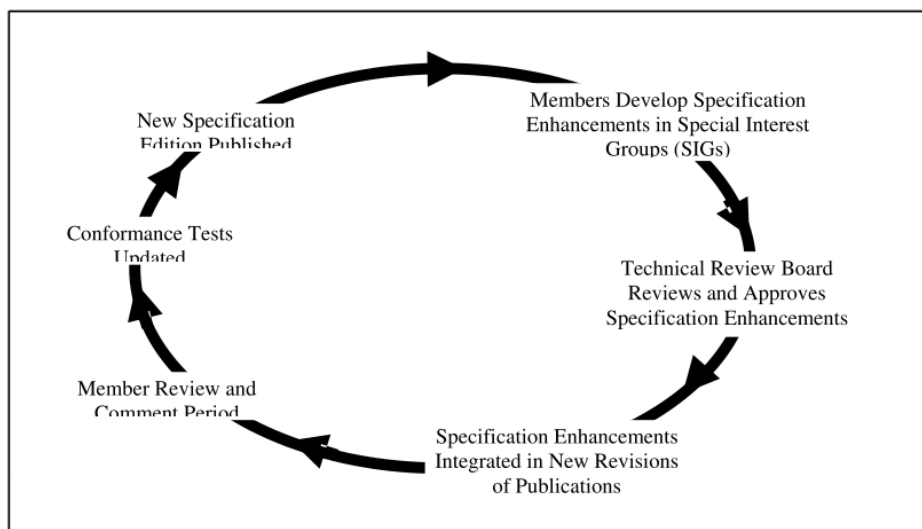 New Specification
Edition Published
Members Develop Specification
Enhancements in Special Interest
Groups (SIGs)
Technical Review Board
Reviews and Approves
Specification Enhancements
Specification Enhancements
Integrated in New Revisions
of Publications
Member Review and
Comment Period
Conformance Tests
Updated